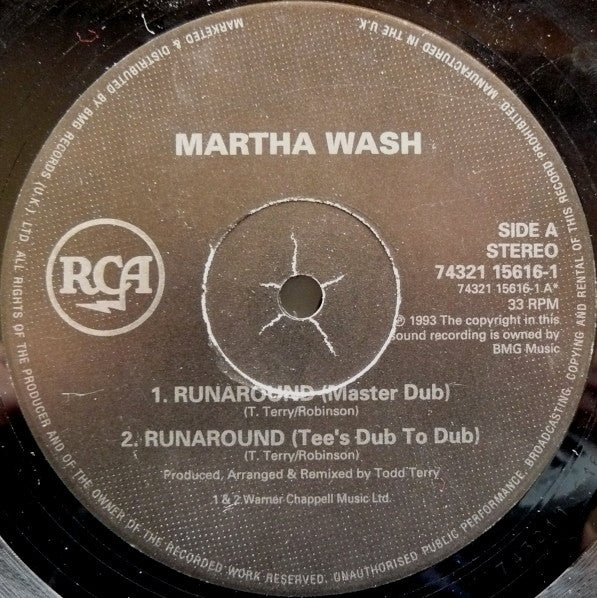 MARTHA WASH
RCA
SIDE A
STEREO
74321 15616-1
74321 15616-1 A*
33 RPM
℗ 1993 The copyright in this
sound recording is owned by
BMG Music
1. RUNAROUND (Master Dub)
(T. Terry/Robinson)
2. RUNAROUND (Tee's Dub To Dub)
(T. Terry/Robinson)
Produced, Arranged & Remixed by Todd Terry
1 & 2 Warner Chappell Music Ltd.
MARKETED & DISTRIBUTED BY BMG RECORDS (U.K.) LTD. ALL RIGHTS OF THE PRODUCER AND OF THE OWNER OF THE RECORDED WORK RESERVED. UNAUTHORISED PUBLIC PERFORMANCE, BROADCASTING, COPYING AND RENTAL OF THIS RECORD PROHIBITED. MANUFACTURED IN THE U.K.